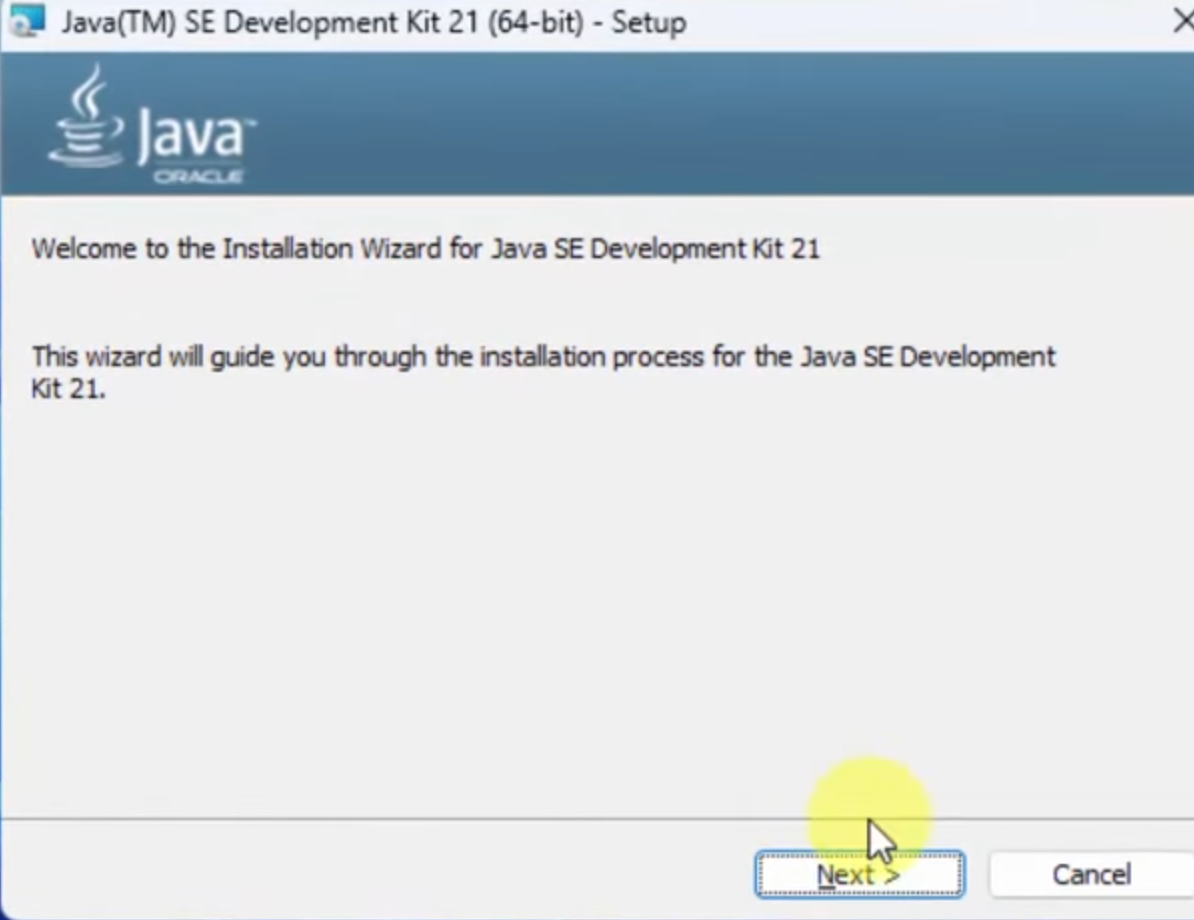 Java(TM) SE Development Kit 21 (64-bit) - Setup
Java™
ORACLE
Welcome to the Installation Wizard for Java SE Development Kit 21
This wizard will guide you through the installation process for the Java SE Development
Kit 21.
Next >
Cancel